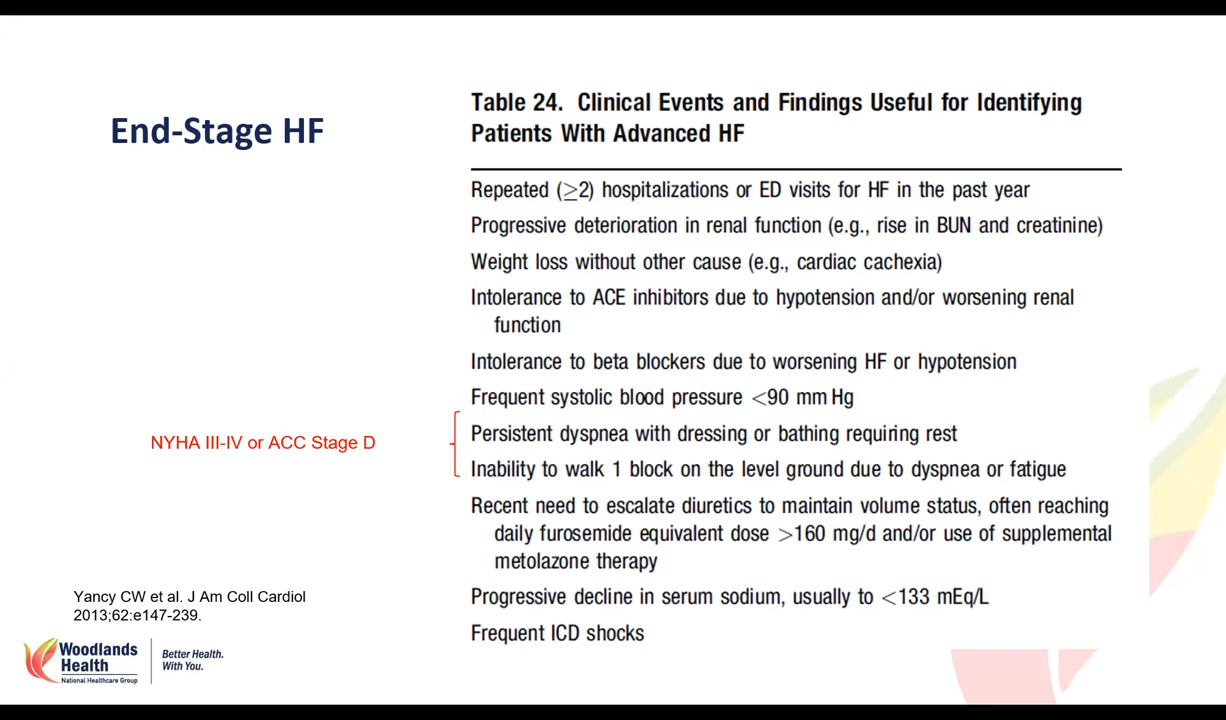 End-Stage HF
Table 24. Clinical Events and Findings Useful for Identifying
Patients With Advanced HF
Repeated (≥2) hospitalizations or ED visits for HF in the past year
Progressive deterioration in renal function (e.g., rise in BUN and creatinine)
Weight loss without other cause (e.g., cardiac cachexia)
Intolerance to ACE inhibitors due to hypotension and/or worsening renal
function
Intolerance to beta blockers due to worsening HF or hypotension
Frequent systolic blood pressure <90 mm Hg
NYHA III-IV or ACC Stage D
Persistent dyspnea with dressing or bathing requiring rest
Inability to walk 1 block on the level ground due to dyspnea or fatigue
Recent need to escalate diuretics to maintain volume status, often reaching
daily furosemide equivalent dose >160 mg/d and/or use of supplemental
metolazone therapy
Progressive decline in serum sodium, usually to <133 mEq/L
Frequent ICD shocks
Yancy CW et al. J Am Coll Cardiol
2013;62:e147-239.
Woodlands
Health
National Healthcare Group
Better Health.
With You.